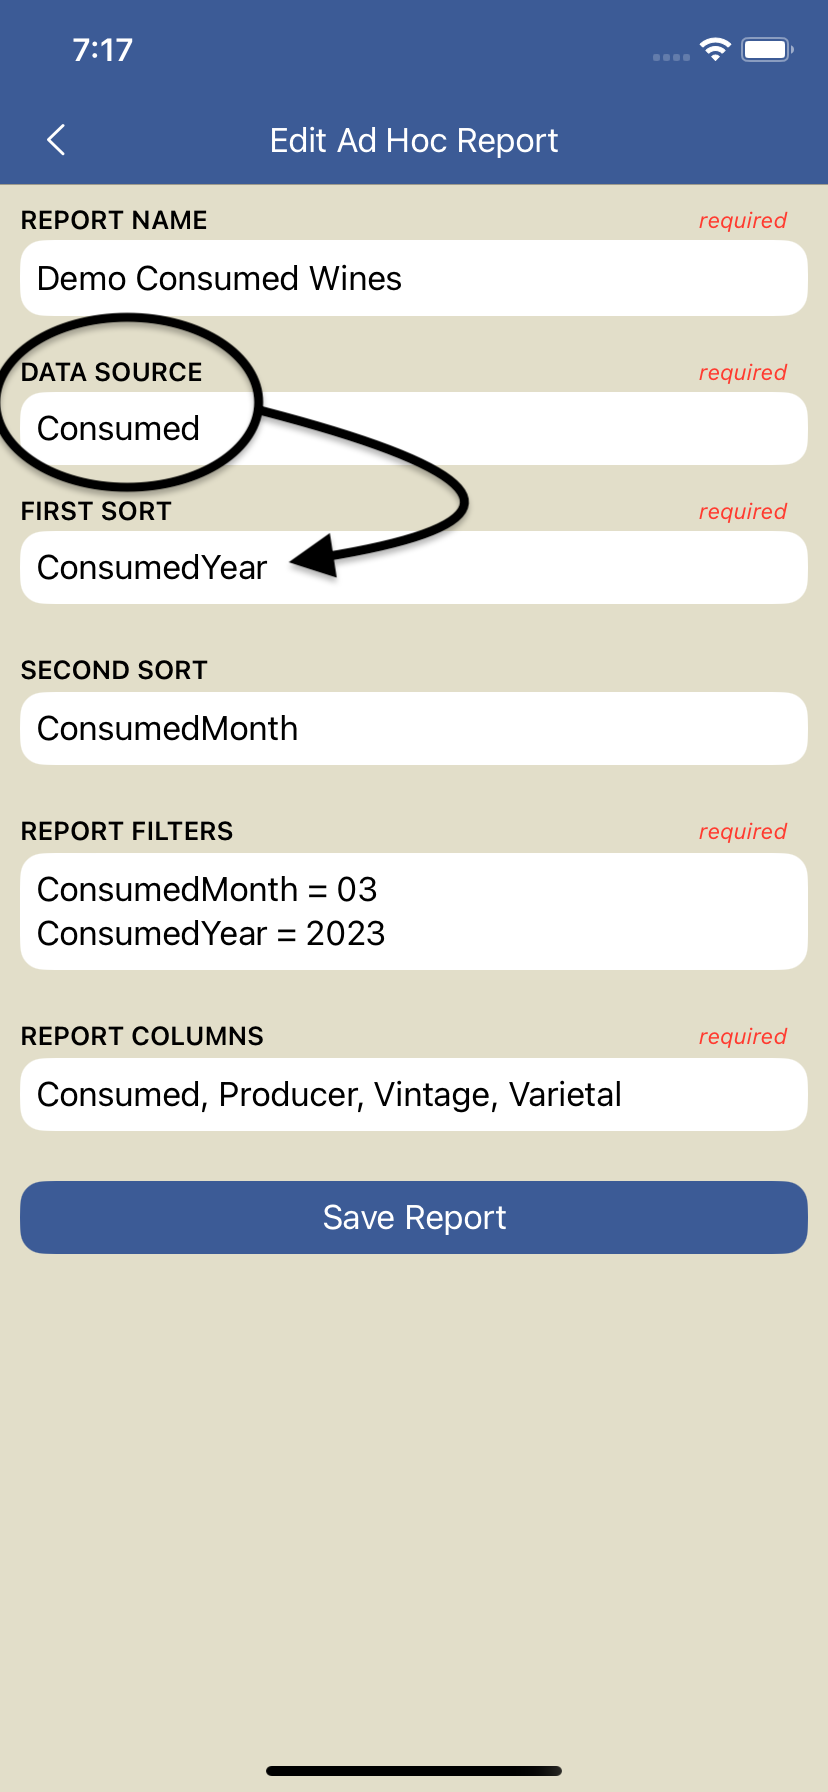 7:17
Edit Ad Hoc Report
REPORT NAME required
Demo Consumed Wines
DATA SOURCE required
Consumed
FIRST SORT required
ConsumedYear
SECOND SORT
ConsumedMonth
REPORT FILTERS required
ConsumedMonth = 03
ConsumedYear = 2023
REPORT COLUMNS required
Consumed, Producer, Vintage, Varietal
Save Report